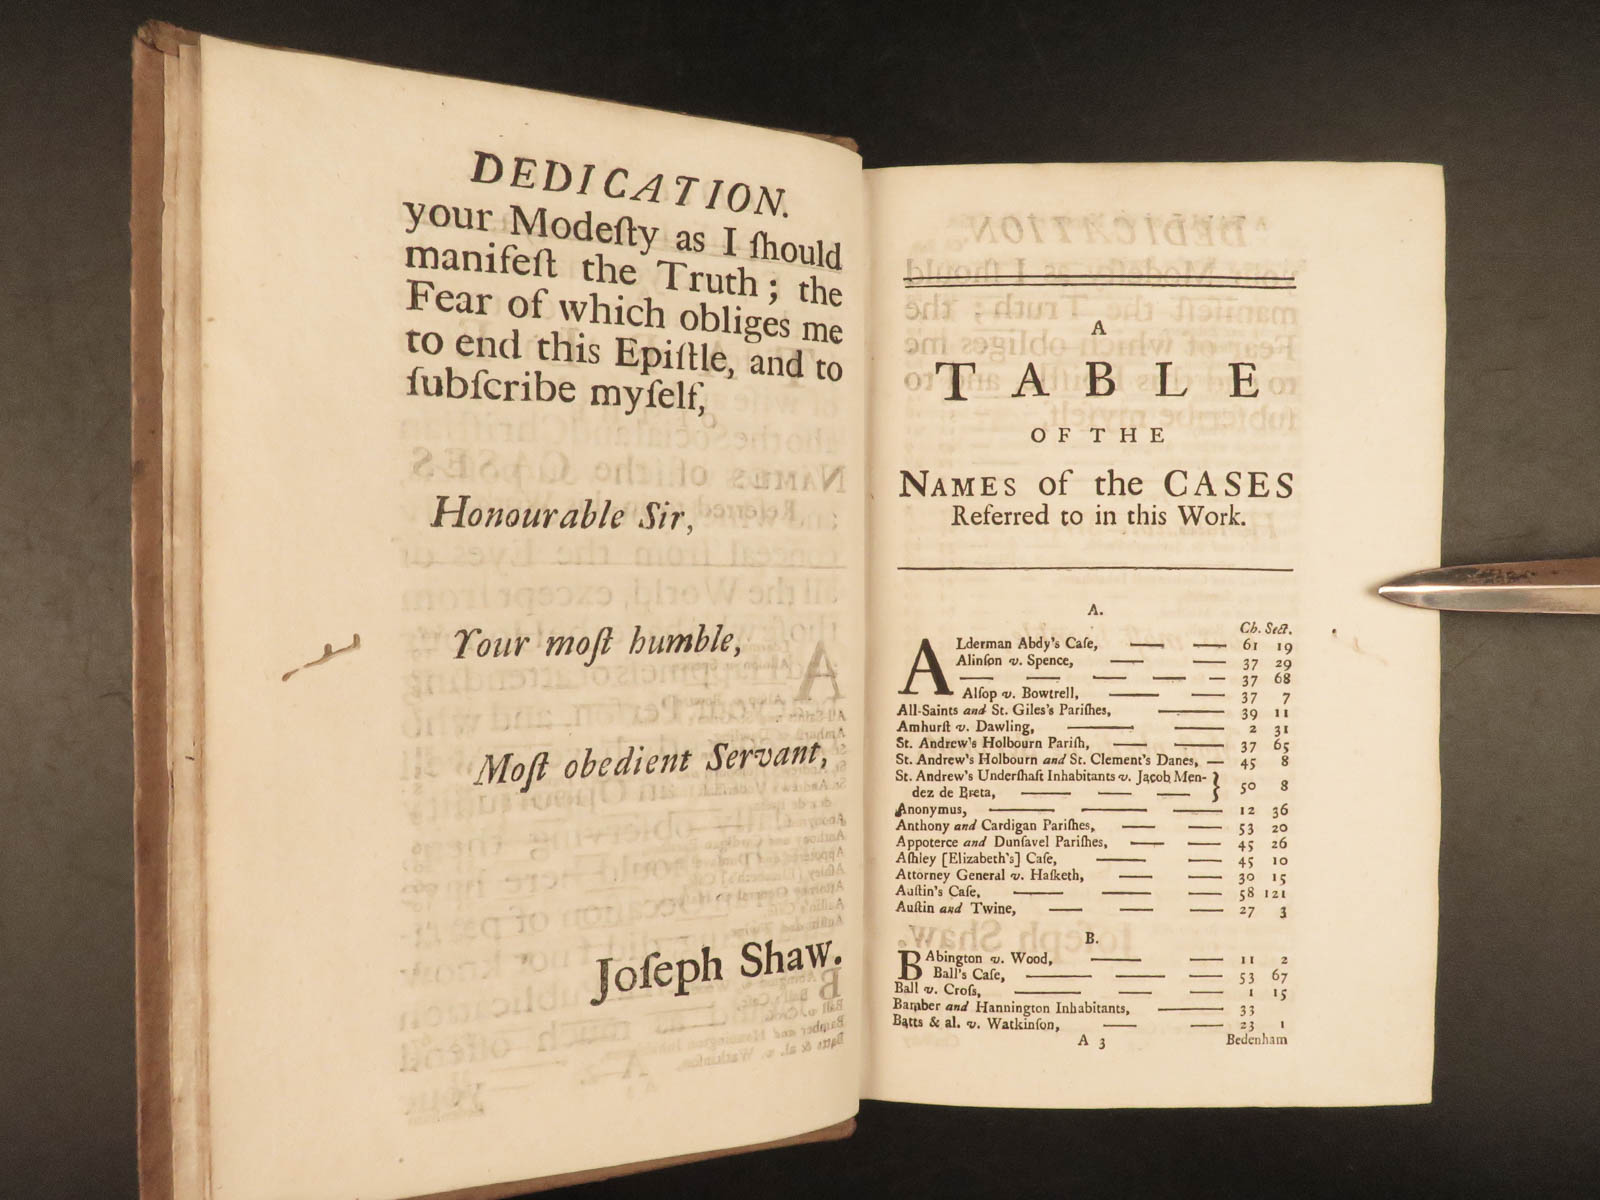 DEDICATION.
your Modeſty as I ſhould
manifeſt the Truth; the
Fear of which obliges me
to end this Epiſtle, and to
ſubſcribe myſelf,
Honourable Sir,
Your moſt humble,
Moſt obedient Servant,
Joſeph Shaw.
A
TABLE
OF THE
NAMES of the CASES
Referred to in this Work.
A.
Ch. Sect.
ALderman Abdy's Caſe, — — 61 19
Alinſon v. Spence, — — 37 29
— — — — — 37 68
Alſop v. Bowtrell, — — 37 7
All-Saints and St. Giles's Pariſhes, — 39 11
Amhurſt v. Dawling, — — 2 31
St. Andrew's Holbourn Pariſh, — — 37 65
St. Andrew's Holbourn and St. Clement's Danes, — 45 8
St. Andrew's Underſhaft Inhabitants v. Jacob Men-
dez de Breta, — — — } 50 8
Anonymus, — — — 12 36
Anthony and Cardigan Pariſhes, — — 53 20
Appoterce and Dunſavel Pariſhes, — — 45 26
Aſhley [Elizabeth's] Caſe, — — 45 10
Attorney General v. Haſketh, — — 30 15
Auſtin's Caſe, — — — 58 121
Auſtin and Twine, — — — 27 3
B.
BAbington v. Wood, — — 11 2
Ball's Caſe, — — — 53 67
Ball v. Croſs, — — — 1 15
Bamber and Hannington Inhabitants, — 33
Batts & al. v. Watkinſon, — — 23 1
A 3 Bedenham